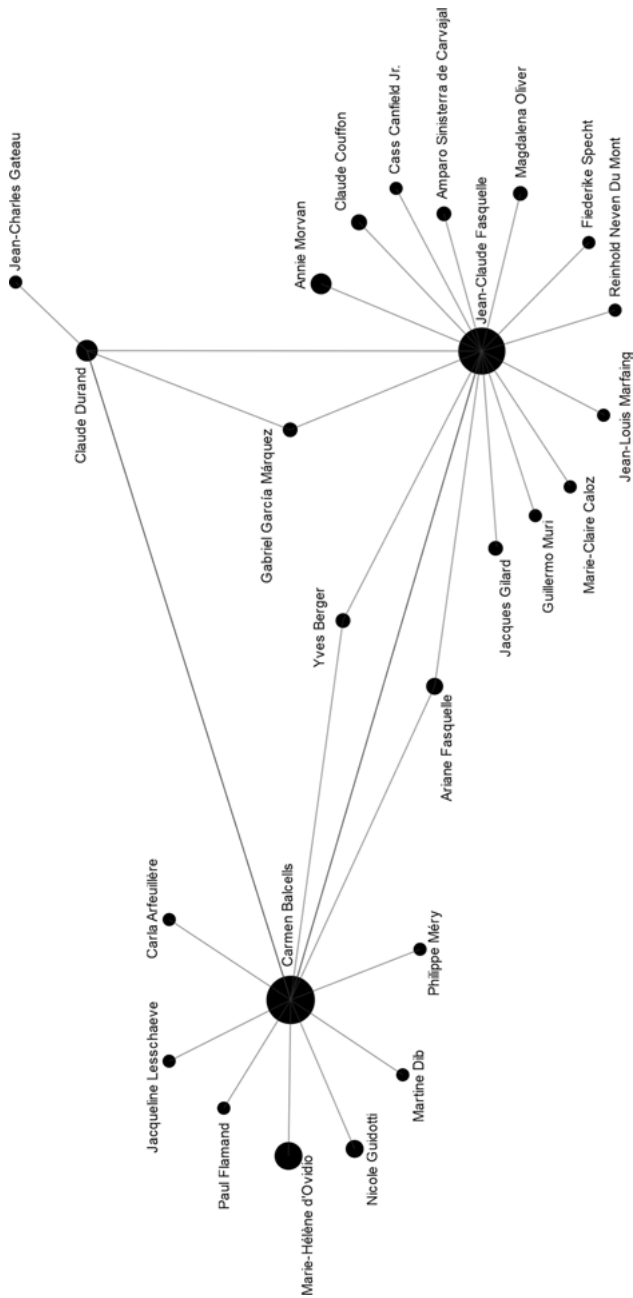 Jean-Charles Gateau
Claude Durand
Gabriel García Márquez
Annie Morvan
Claude Couffon
Cass Canfield Jr.
Amparo Sinisterra de Carvajal
Magdalena Oliver
Jean-Claude Fasquelle
Fiederike Specht
Reinhold Neven Du Mont
Jean-Louis Marfaing
Marie-Claire Caloz
Guillermo Muri
Jacques Gilard
Yves Berger
Ariane Fasquelle
Carla Arfeuillère
Carmen Balcells
Philippe Méry
Jacqueline Lesschaeve
Paul Flamand
Marie-Hélène d'Ovidio
Nicole Guidotti
Martine Dib